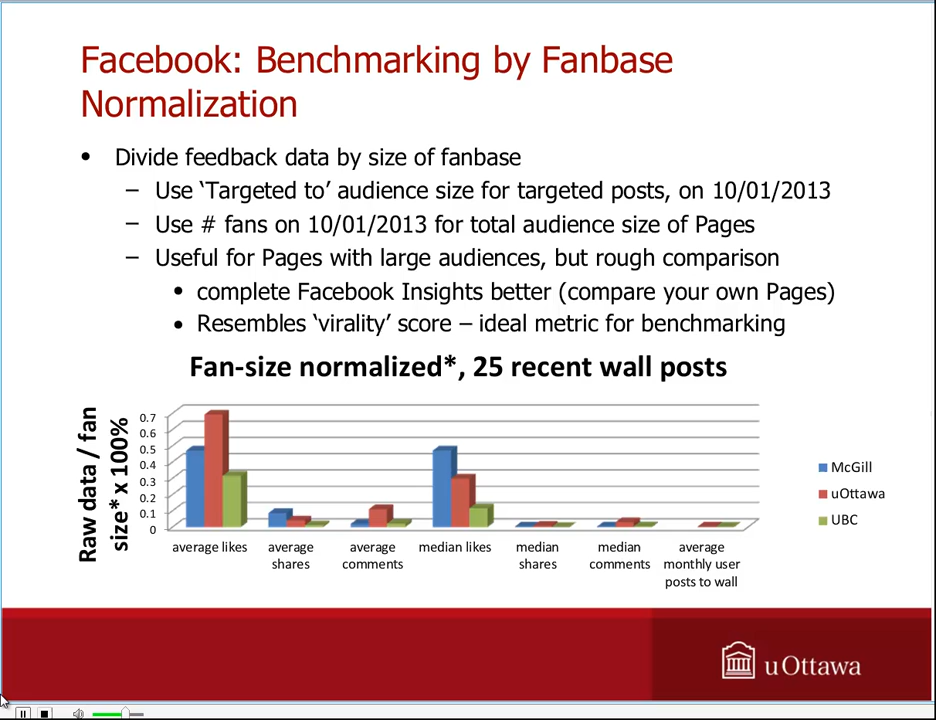 Facebook: Benchmarking by Fanbase
Normalization
• Divide feedback data by size of fanbase
– Use ‘Targeted to’ audience size for targeted posts, on 10/01/2013
– Use # fans on 10/01/2013 for total audience size of Pages
– Useful for Pages with large audiences, but rough comparison
• complete Facebook Insights better (compare your own Pages)
• Resembles ‘virality’ score – ideal metric for benchmarking
Fan-size normalized*, 25 recent wall posts
Raw data / fan
size* x 100%
0.7
0.6
0.5
0.4
0.3
0.2
0.1
0
average likes
average
shares
average
comments
median likes
median
shares
median
comments
average
monthly user
posts to wall
McGill
uOttawa
UBC
uOttawa